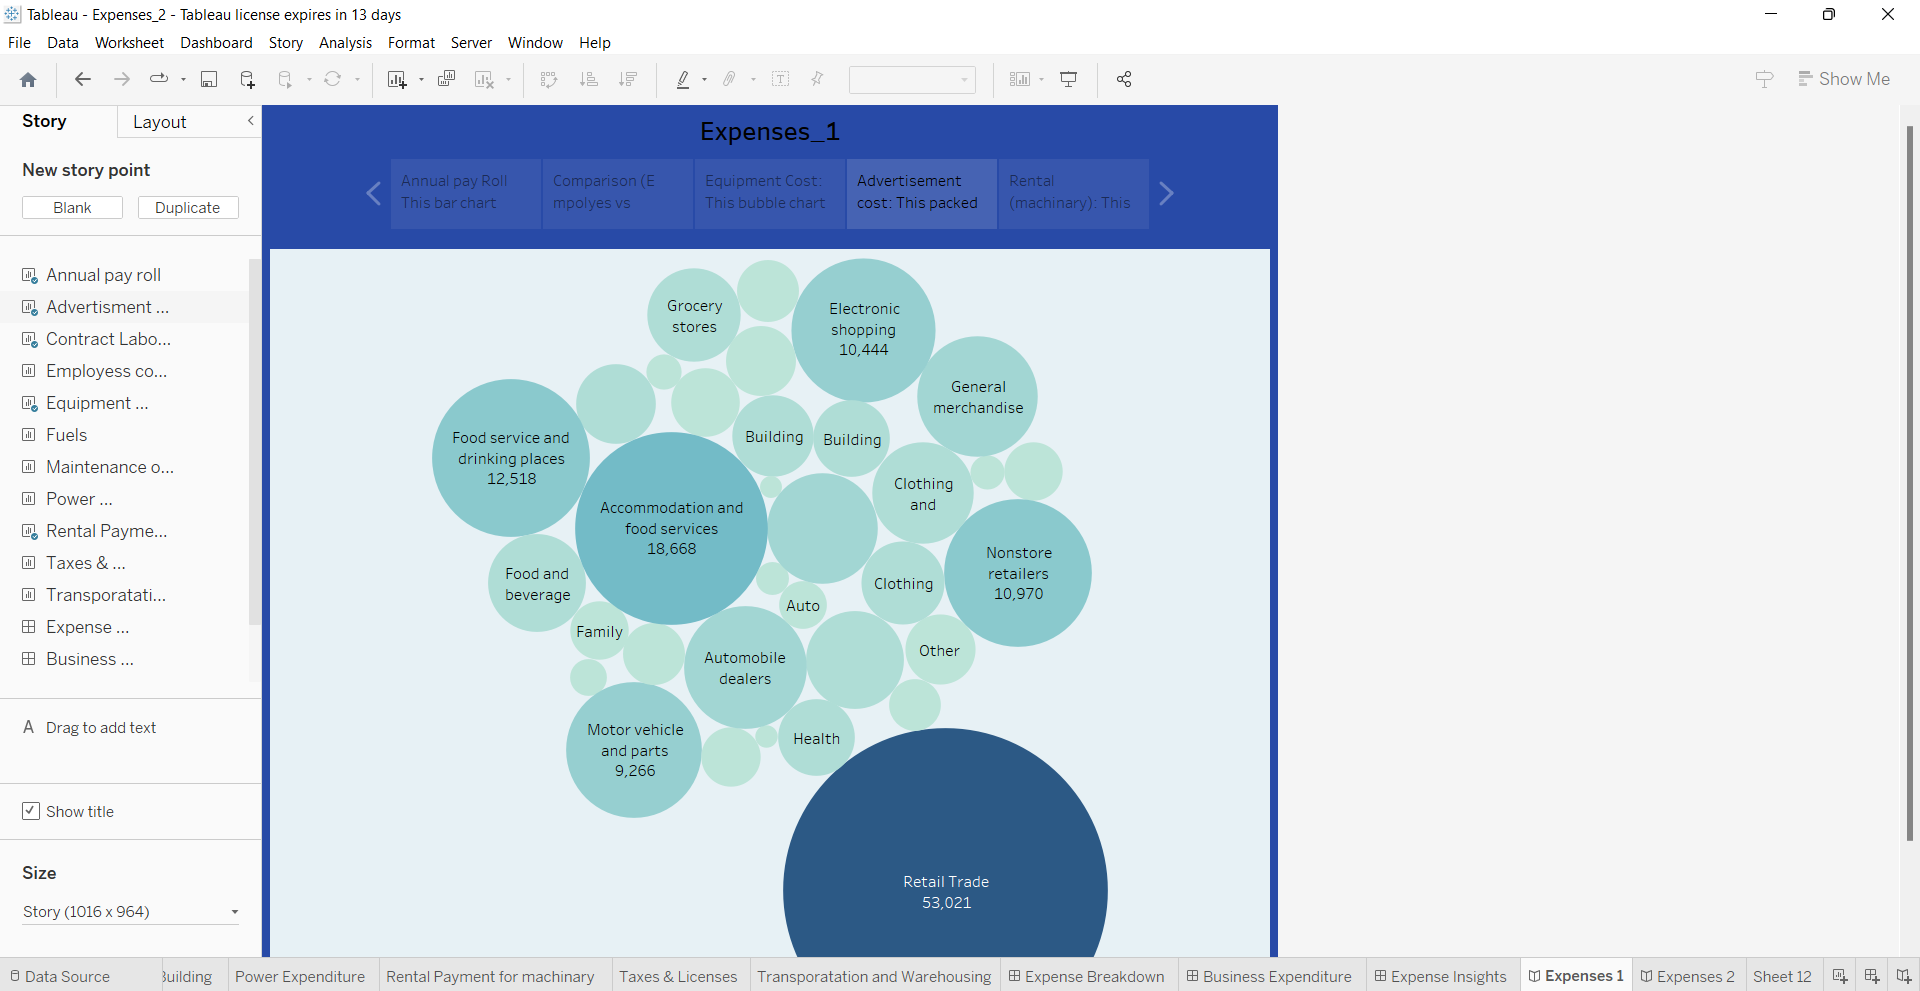 Tableau - Expenses_2 - Tableau license expires in 13 days
File Data Worksheet Dashboard Story Analysis Format Server Window Help
Show Me
Story Layout
New story point
Blank Duplicate
Annual pay roll
Advertisment ...
Contract Labo...
Employess co...
Equipment ...
Fuels
Maintenance o...
Power ...
Rental Payme...
Taxes & ...
Transporatati...
Expense ...
Business ...
A Drag to add text
Show title
Size
Story (1016 x 964)
Expenses_1
Annual pay Roll
This bar chart
Comparison (E
mpolyes vs
Equipment Cost:
This bubble chart
Advertisement
cost: This packed
Rental
(machinary): This
Grocery
stores
Electronic
shopping
10,444
General
merchandise
Food service and
drinking places
12,518
Building
Building
Clothing
and
Accommodation and
food services
18,668
Nonstore
retailers
10,970
Food and
beverage
Clothing
Auto
Family
Other
Automobile
dealers
Motor vehicle
and parts
9,266
Health
Retail Trade
53,021
Data Source
Building
Power Expenditure
Rental Payment for machinary
Taxes & Licenses
Transporatation and Warehousing
Expense Breakdown
Business Expenditure
Expense Insights
Expenses 1
Expenses 2
Sheet 12